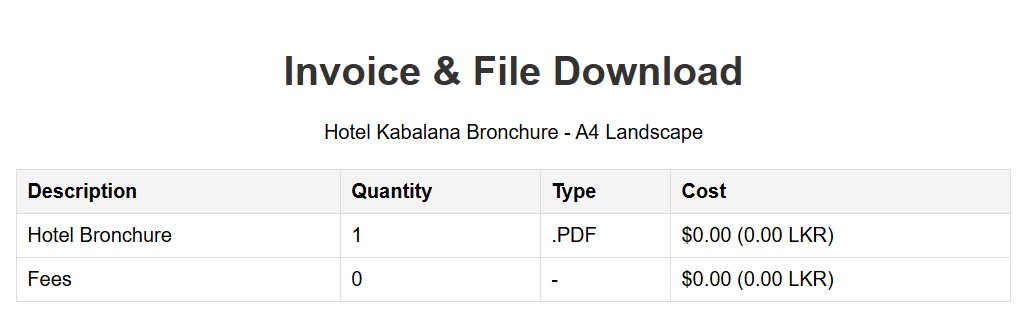 Invoice & File Download
Hotel Kabalana Bronchure - A4 Landscape
Description Quantity Type Cost
Hotel Bronchure 1 .PDF $0.00 (0.00 LKR)
Fees 0 - $0.00 (0.00 LKR)